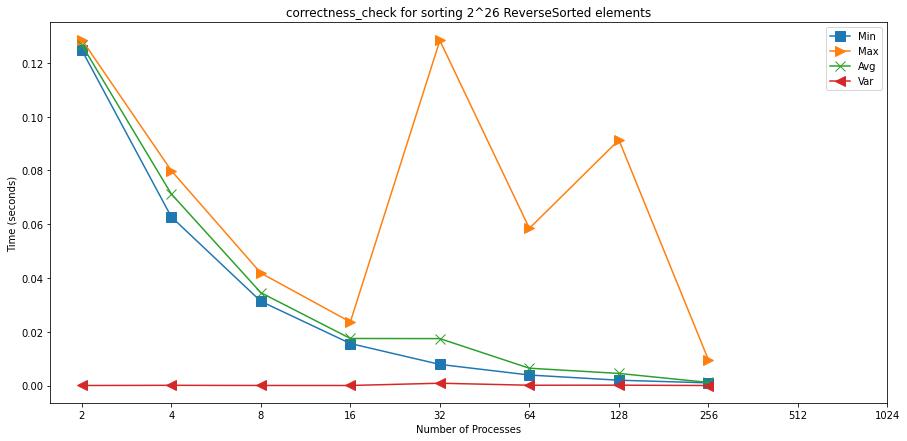 correctness_check for sorting 2^26 ReverseSorted elements
Min
Max
Avg
Var
Time (seconds)
0.12
0.10
0.08
0.06
0.04
0.02
0.00
2 4 8 16 32 64 128 256 512 1024
Number of Processes